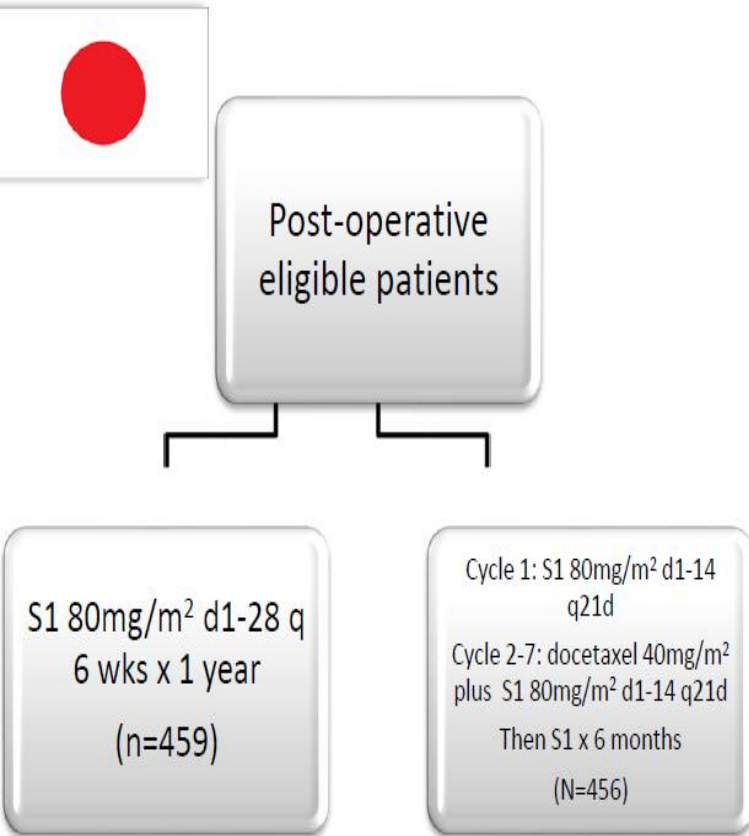 Post-operative
eligible patients
S1 80mg/m² d1-28 q
6 wks x 1 year
(n=459)
Cycle 1: S1 80mg/m² d1-14
q21d
Cycle 2-7: docetaxel 40mg/m²
plus S1 80mg/m² d1-14 q21d
Then S1 x 6 months
(N=456)